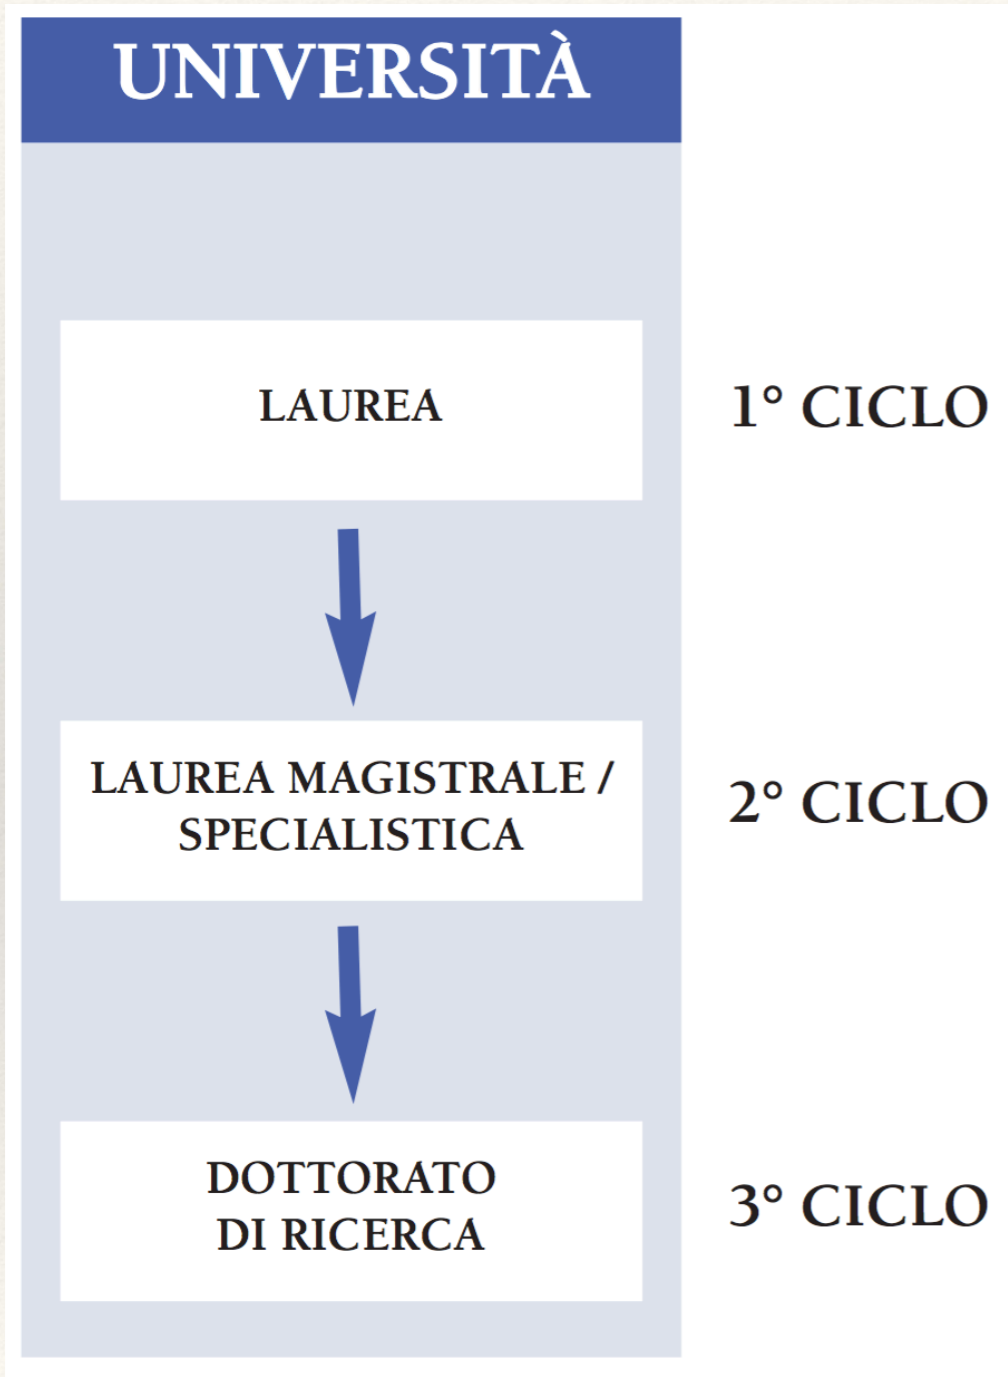 UNIVERSITÀ
LAUREA
1° CICLO
LAUREA MAGISTRALE /
SPECIALISTICA
2° CICLO
DOTTORATO
DI RICERCA
3° CICLO